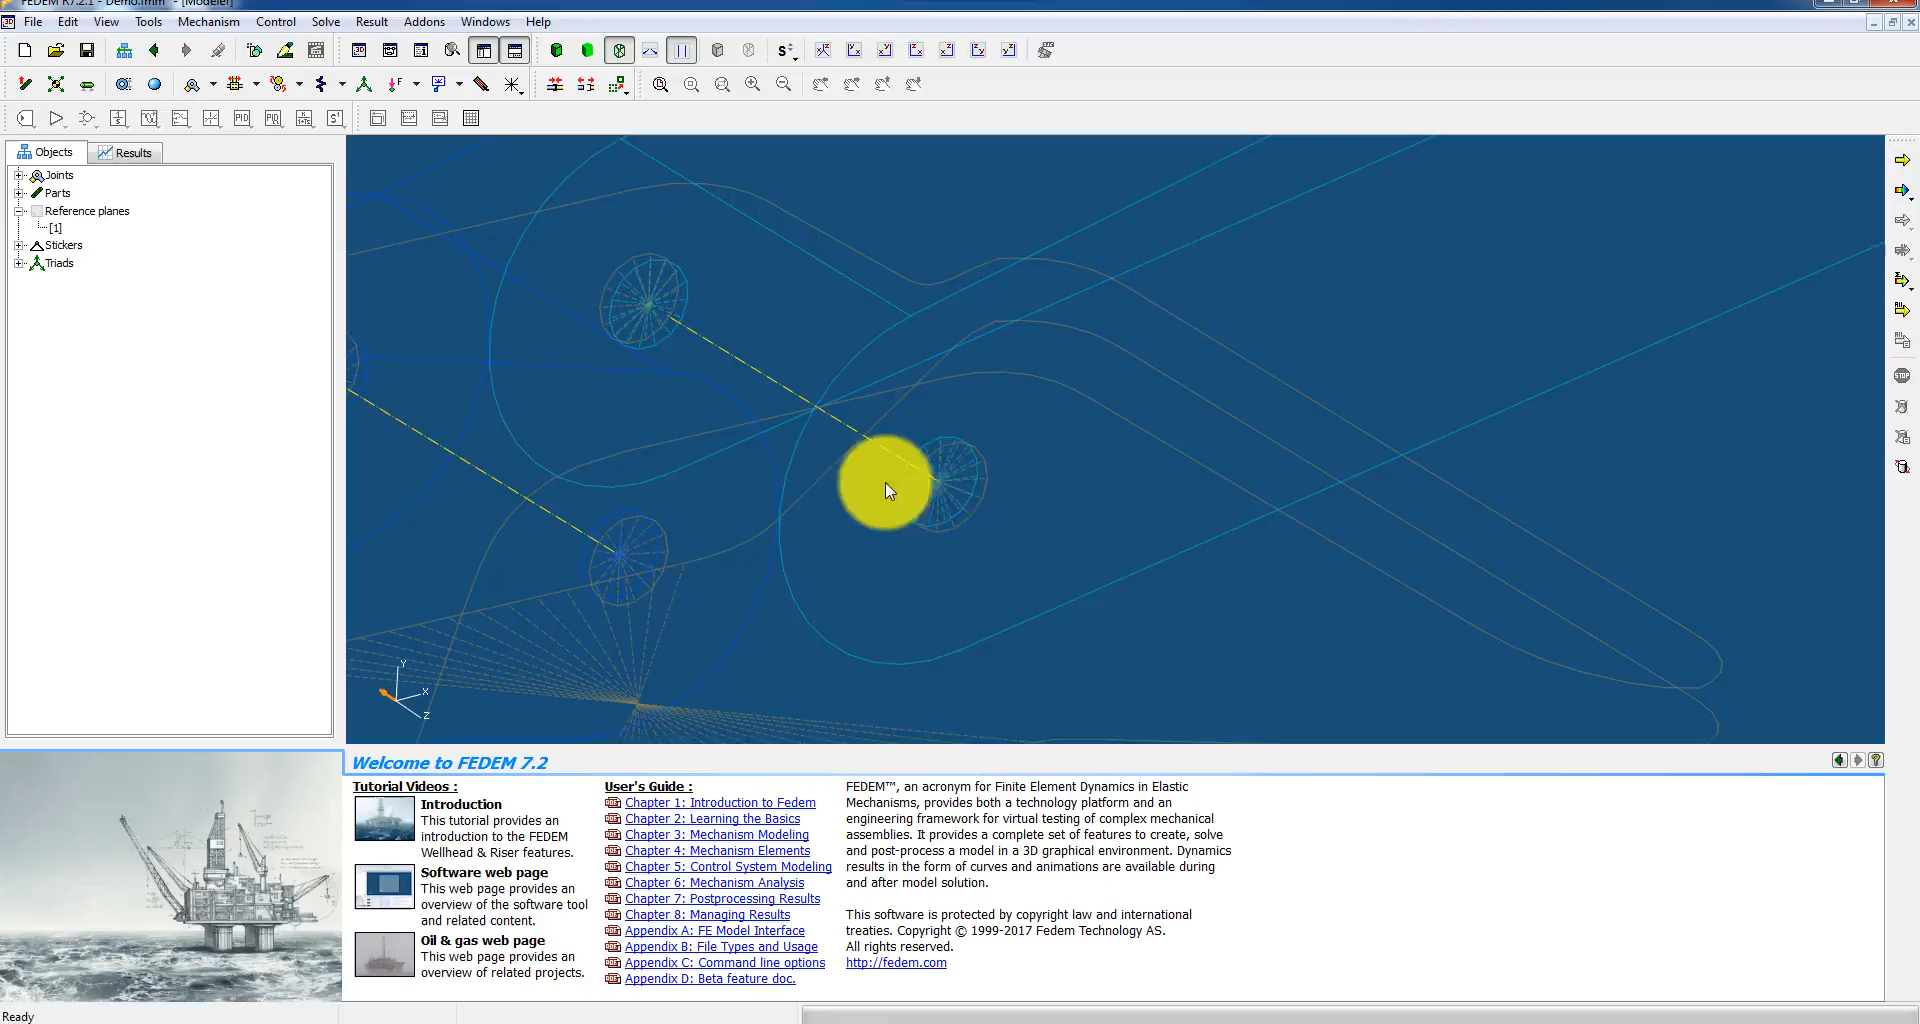 FEDEM R7.2.1 - Demo.fmm - [Modeler]
File Edit View Tools Mechanism Control Solve Result Addons Windows Help
Objects Results
Joints
Parts
Reference planes
[1]
Stickers
Triads
Y
X
Z
Welcome to FEDEM 7.2
Tutorial Videos :
Introduction
This tutorial provides an
introduction to the FEDEM
Wellhead & Riser features.
Software web page
This web page provides an
overview of the software tool
and related content.
Oil & gas web page
This web page provides an
overview of related projects.
User's Guide :
Chapter 1: Introduction to Fedem
Chapter 2: Learning the Basics
Chapter 3: Mechanism Modeling
Chapter 4: Mechanism Elements
Chapter 5: Control System Modeling
Chapter 6: Mechanism Analysis
Chapter 7: Postprocessing Results
Chapter 8: Managing Results
Appendix A: FE Model Interface
Appendix B: File Types and Usage
Appendix C: Command line options
Appendix D: Beta feature doc.
FEDEM™, an acronym for Finite Element Dynamics in Elastic
Mechanisms, provides both a technology platform and an
engineering framework for virtual testing of complex mechanical
assemblies. It provides a complete set of features to create, solve
and post-process a model in a 3D graphical environment. Dynamics
results in the form of curves and animations are available during
and after model solution.
This software is protected by copyright law and international
treaties. Copyright © 1999-2017 Fedem Technology AS.
All rights reserved.
http://fedem.com
Ready